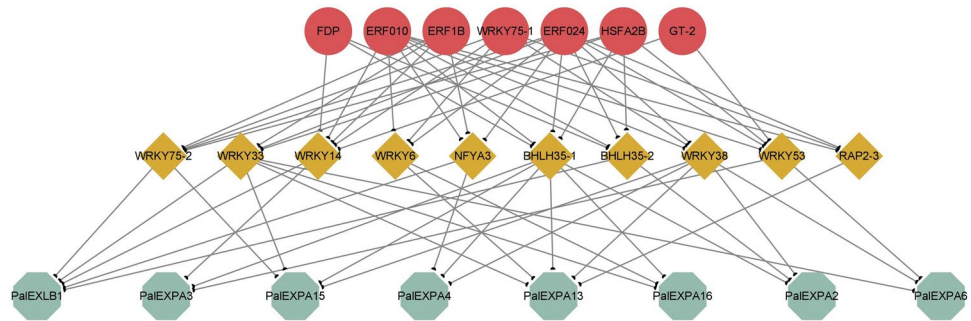 FDP ERF010 ERF1B WRKY75-1 ERF024 HSFA2B GT-2
WRKY75-2 WRKY33 WRKY14 WRKY6 NFYA3 BHLH35-1 BHLH35-2 WRKY38 WRKY53 RAP2-3
PalEXLB1 PalEXPA3 PalEXPA15 PalEXPA4 PalEXPA13 PalEXPA16 PalEXPA2 PalEXPA6